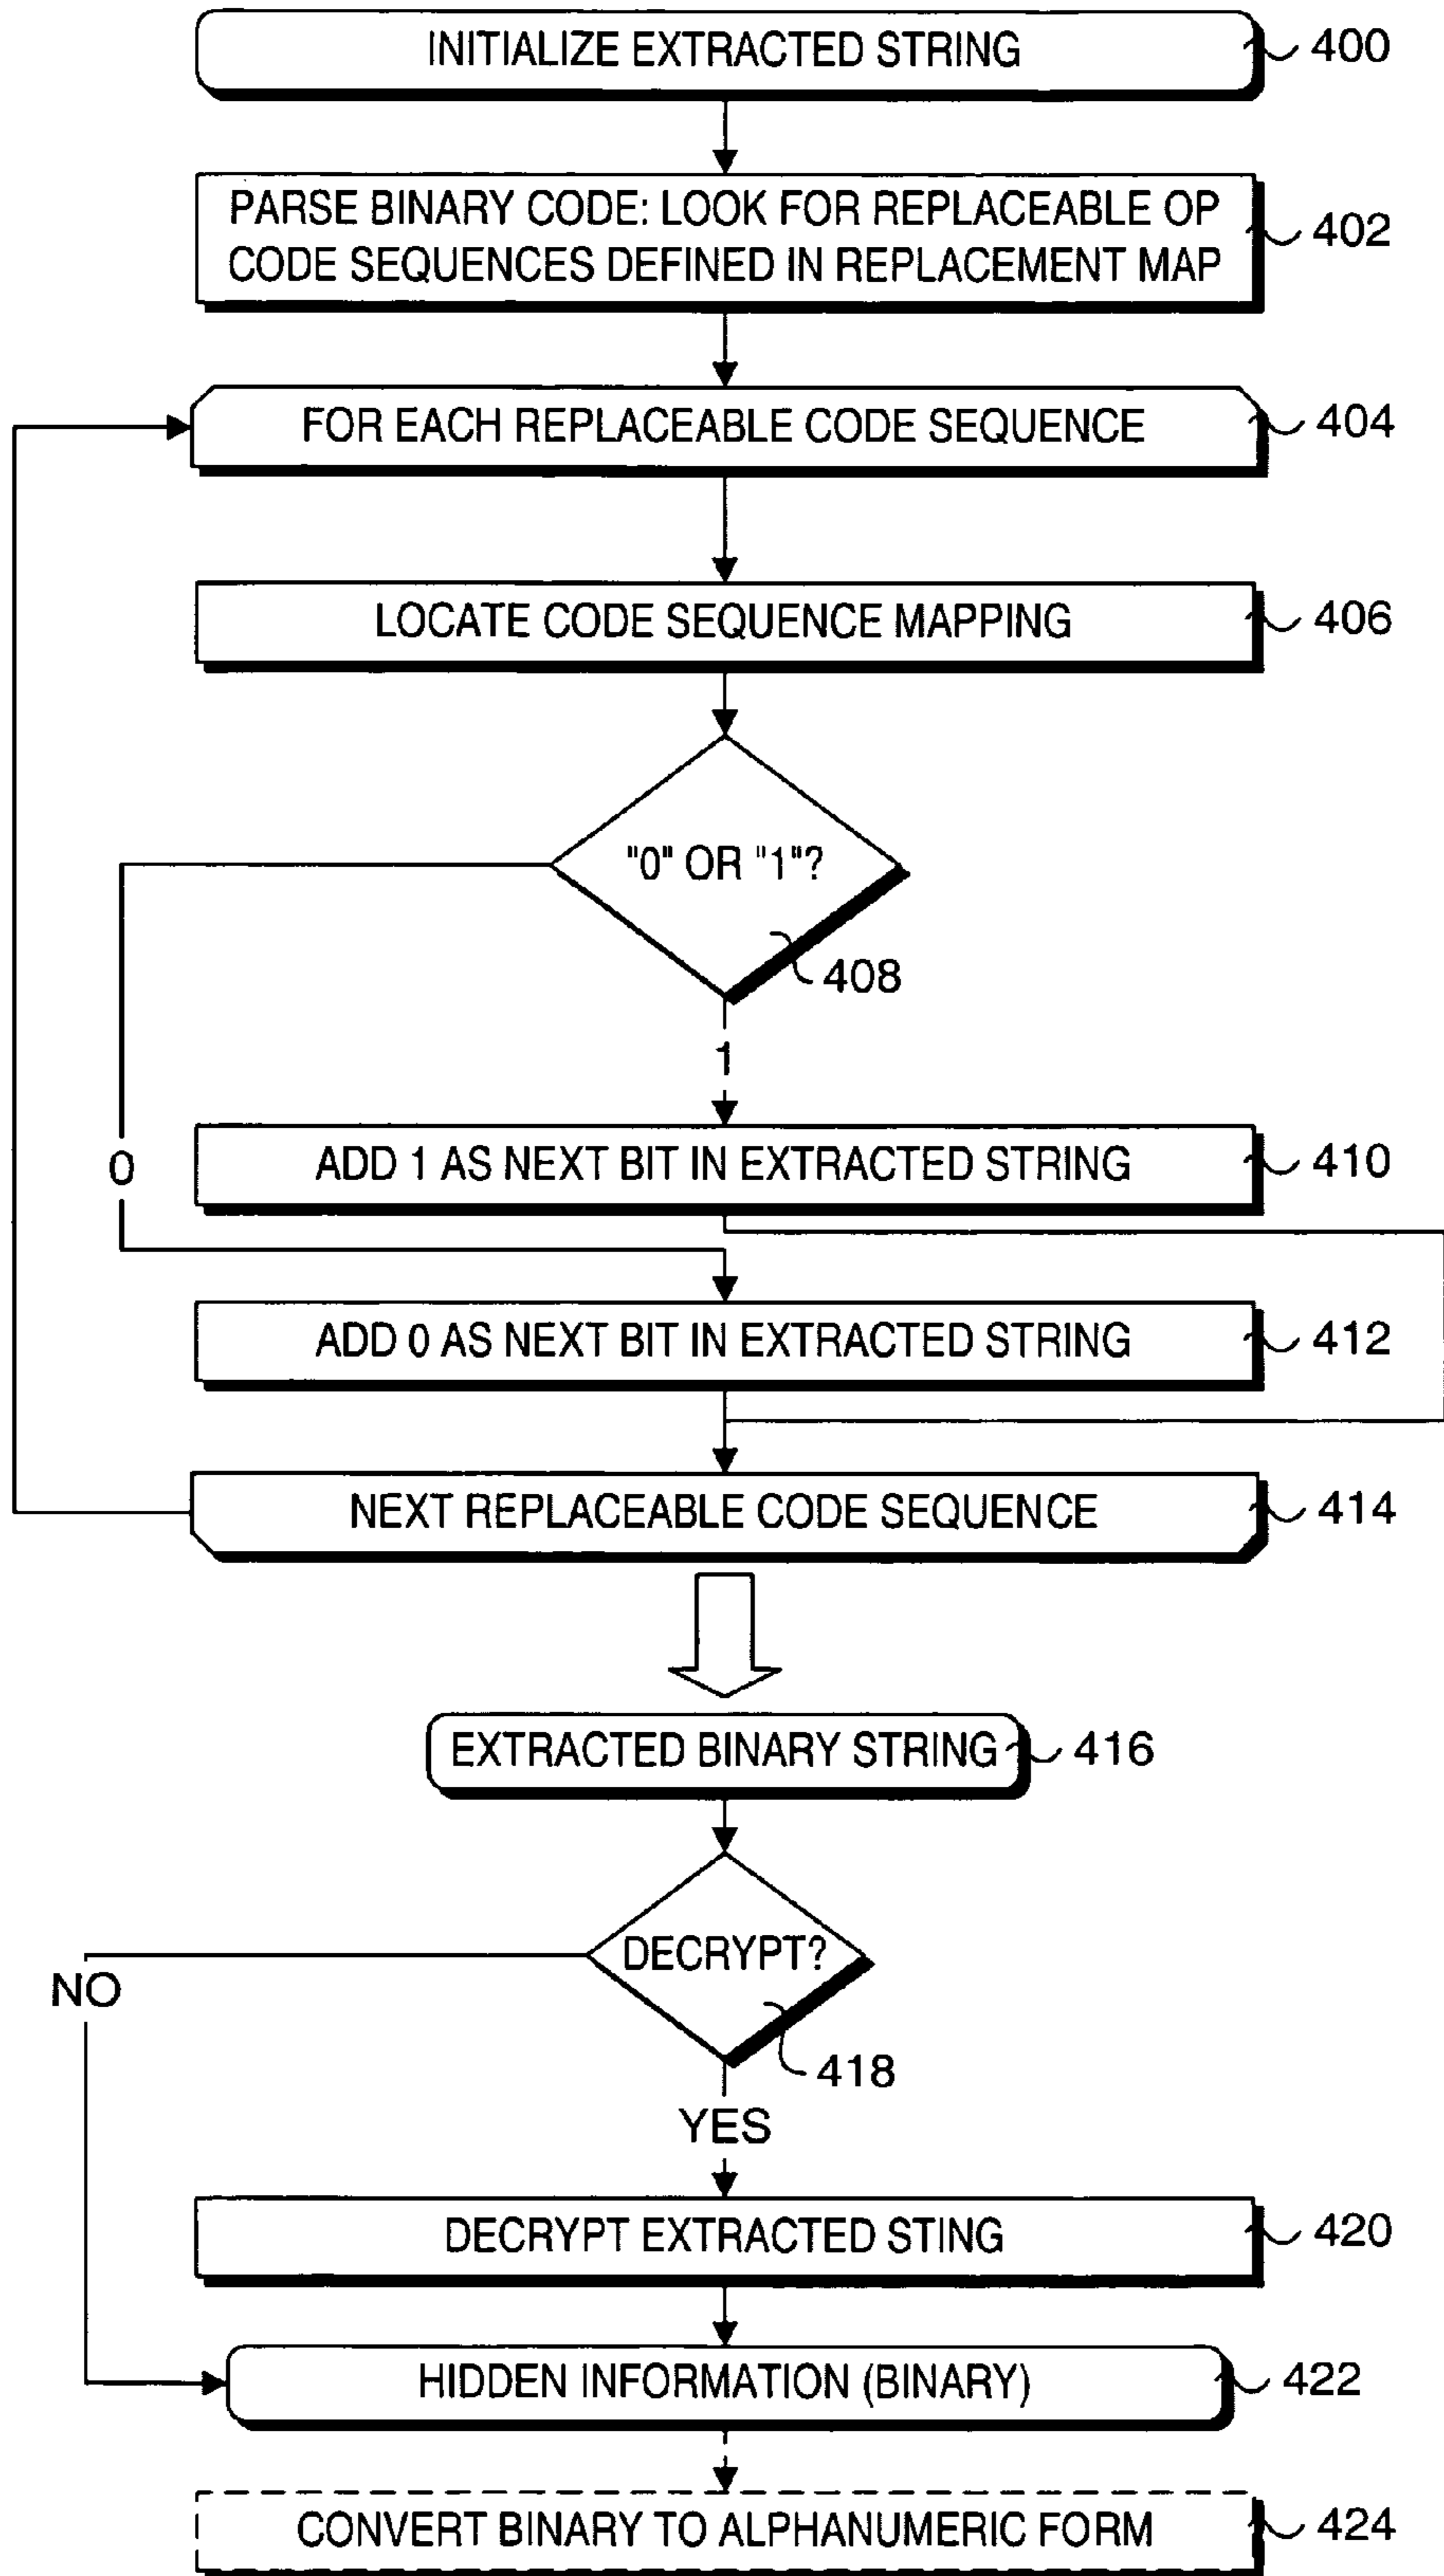 INITIALIZE EXTRACTED STRING 400
PARSE BINARY CODE: LOOK FOR REPLACEABLE OP
CODE SEQUENCES DEFINED IN REPLACEMENT MAP 402
FOR EACH REPLACEABLE CODE SEQUENCE 404
LOCATE CODE SEQUENCE MAPPING 406
"0" OR "1"?
408
1
0
ADD 1 AS NEXT BIT IN EXTRACTED STRING 410
ADD 0 AS NEXT BIT IN EXTRACTED STRING 412
NEXT REPLACEABLE CODE SEQUENCE 414
EXTRACTED BINARY STRING 416
DECRYPT?
NO
418
YES
DECRYPT EXTRACTED STING 420
HIDDEN INFORMATION (BINARY) 422
CONVERT BINARY TO ALPHANUMERIC FORM 424